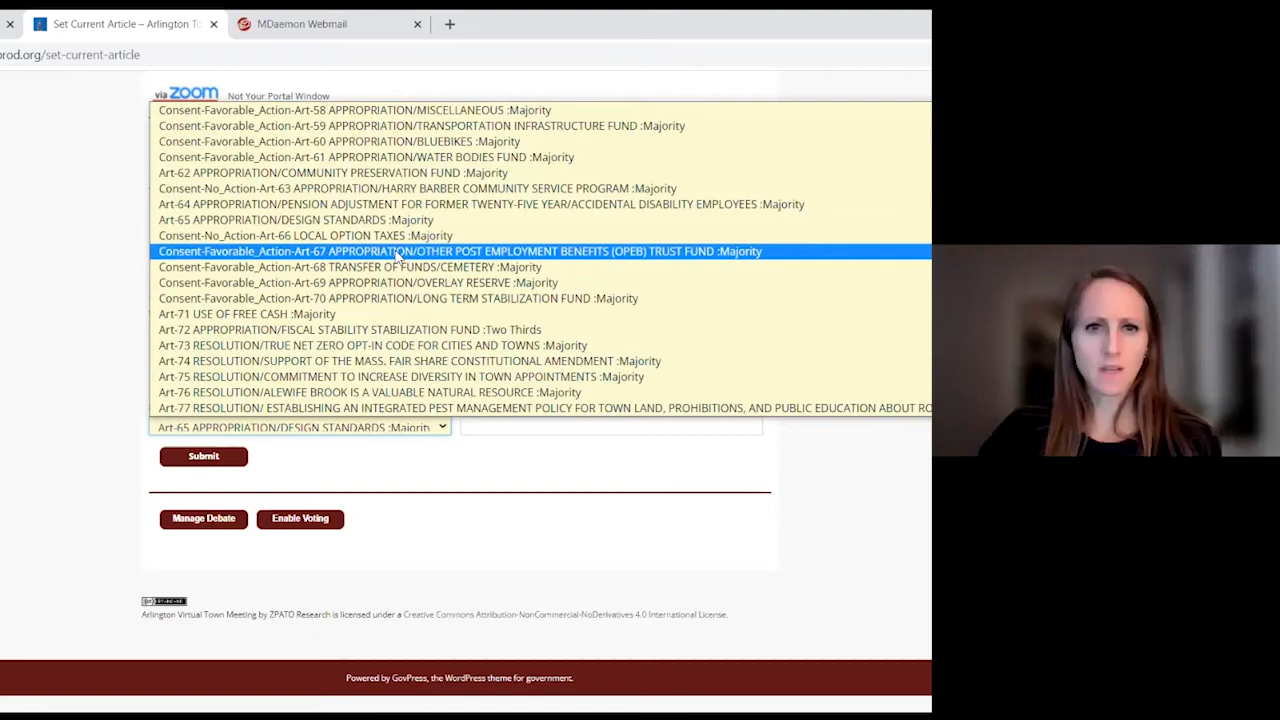 Set Current Article – Arlington To
MDaemon Webmail
prod.org/set-current-article
via zoom Not Your Portal Window
Consent-Favorable_Action-Art-58 APPROPRIATION/MISCELLANEOUS :Majority
Consent-Favorable_Action-Art-59 APPROPRIATION/TRANSPORTATION INFRASTRUCTURE FUND :Majority
Consent-Favorable_Action-Art-60 APPROPRIATION/BLUEBIKES :Majority
Consent-Favorable_Action-Art-61 APPROPRIATION/WATER BODIES FUND :Majority
Art-62 APPROPRIATION/COMMUNITY PRESERVATION FUND :Majority
Consent-No_Action-Art-63 APPROPRIATION/HARRY BARBER COMMUNITY SERVICE PROGRAM :Majority
Art-64 APPROPRIATION/PENSION ADJUSTMENT FOR FORMER TWENTY-FIVE YEAR/ACCIDENTAL DISABILITY EMPLOYEES :Majority
Art-65 APPROPRIATION/DESIGN STANDARDS :Majority
Consent-No_Action-Art-66 LOCAL OPTION TAXES :Majority
Consent-Favorable_Action-Art-67 APPROPRIATION/OTHER POST EMPLOYMENT BENEFITS (OPEB) TRUST FUND :Majority
Consent-Favorable_Action-Art-68 TRANSFER OF FUNDS/CEMETERY :Majority
Consent-Favorable_Action-Art-69 APPROPRIATION/OVERLAY RESERVE :Majority
Consent-Favorable_Action-Art-70 APPROPRIATION/LONG TERM STABILIZATION FUND :Majority
Art-71 USE OF FREE CASH :Majority
Art-72 APPROPRIATION/FISCAL STABILITY STABILIZATION FUND :Two Thirds
Art-73 RESOLUTION/TRUE NET ZERO OPT-IN CODE FOR CITIES AND TOWNS :Majority
Art-74 RESOLUTION/SUPPORT OF THE MASS. FAIR SHARE CONSTITUTIONAL AMENDMENT :Majority
Art-75 RESOLUTION/COMMITMENT TO INCREASE DIVERSITY IN TOWN APPOINTMENTS :Majority
Art-76 RESOLUTION/ALEWIFE BROOK IS A VALUABLE NATURAL RESOURCE :Majority
Art-77 RESOLUTION/ ESTABLISHING AN INTEGRATED PEST MANAGEMENT POLICY FOR TOWN LAND, PROHIBITIONS, AND PUBLIC EDUCATION ABOUT RO
Art-65 APPROPRIATION/DESIGN STANDARDS :Majority
Submit
Manage Debate Enable Voting
Arlington Virtual Town Meeting by ZPATO Research is licensed under a Creative Commons Attribution-NonCommercial-NoDerivatives 4.0 International License.
Powered by GovPress, the WordPress theme for government.